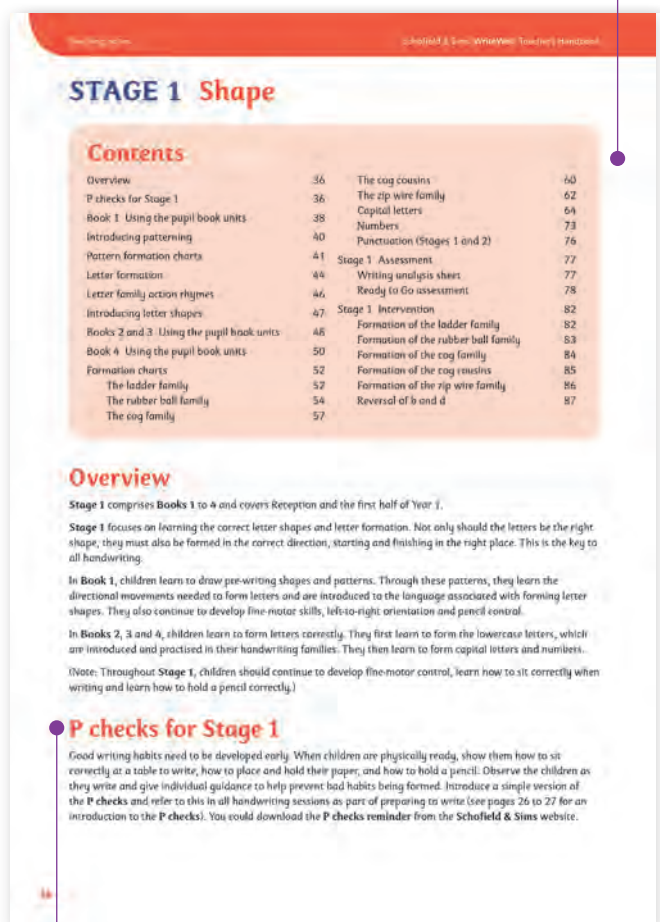 Teaching notes
Schofield & Sims WriteWell Teacher's Handbook
STAGE 1 Shape
Contents
Overview 36
P checks for Stage 1 36
Book 1 Using the pupil book units 38
Introducing patterning 40
Pattern formation charts 41
Letter formation 44
Letter family action rhymes 46
Introducing letter shapes 47
Books 2 and 3 Using the pupil book units 48
Book 4 Using the pupil book units 50
Formation charts 52
The ladder family 52
The rubber ball family 54
The cog family 57
The cog cousins 60
The zip wire family 62
Capital letters 64
Numbers 73
Punctuation (Stages 1 and 2) 76
Stage 1 Assessment 77
Writing analysis sheet 77
Ready to Go assessment 78
Stage 1 Intervention 82
Formation of the ladder family 82
Formation of the rubber ball family 83
Formation of the cog family 84
Formation of the cog cousins 85
Formation of the zip wire family 86
Reversal of b and d 87
Overview
Stage 1 comprises Books 1 to 4 and covers Reception and the first half of Year 1.
Stage 1 focuses on learning the correct letter shapes and letter formation. Not only should the letters be the right
shape, they must also be formed in the correct direction, starting and finishing in the right place. This is the key to
all handwriting.
In Book 1, children learn to draw pre-writing shapes and patterns. Through these patterns, they learn the
directional movements needed to form letters and are introduced to the language associated with forming letter
shapes. They also continue to develop fine-motor skills, left-to-right orientation and pencil control.
In Books 2, 3 and 4, children learn to form letters correctly. They first learn to form the lowercase letters, which
are introduced and practised in their handwriting families. They then learn to form capital letters and numbers.
(Note: Throughout Stage 1, children should continue to develop fine-motor control, learn how to sit correctly when
writing and learn how to hold a pencil correctly.)
P checks for Stage 1
Good writing habits need to be developed early. When children are physically ready, show them how to sit
correctly at a table to write, how to place and hold their paper, and how to hold a pencil. Observe the children as
they write and give individual guidance to help prevent bad habits being formed. Introduce a simple version of
the P checks and refer to this in all handwriting sessions as part of preparing to write (see pages 26 to 27 for an
introduction to the P checks). You could download the P checks reminder from the Schofield & Sims website.